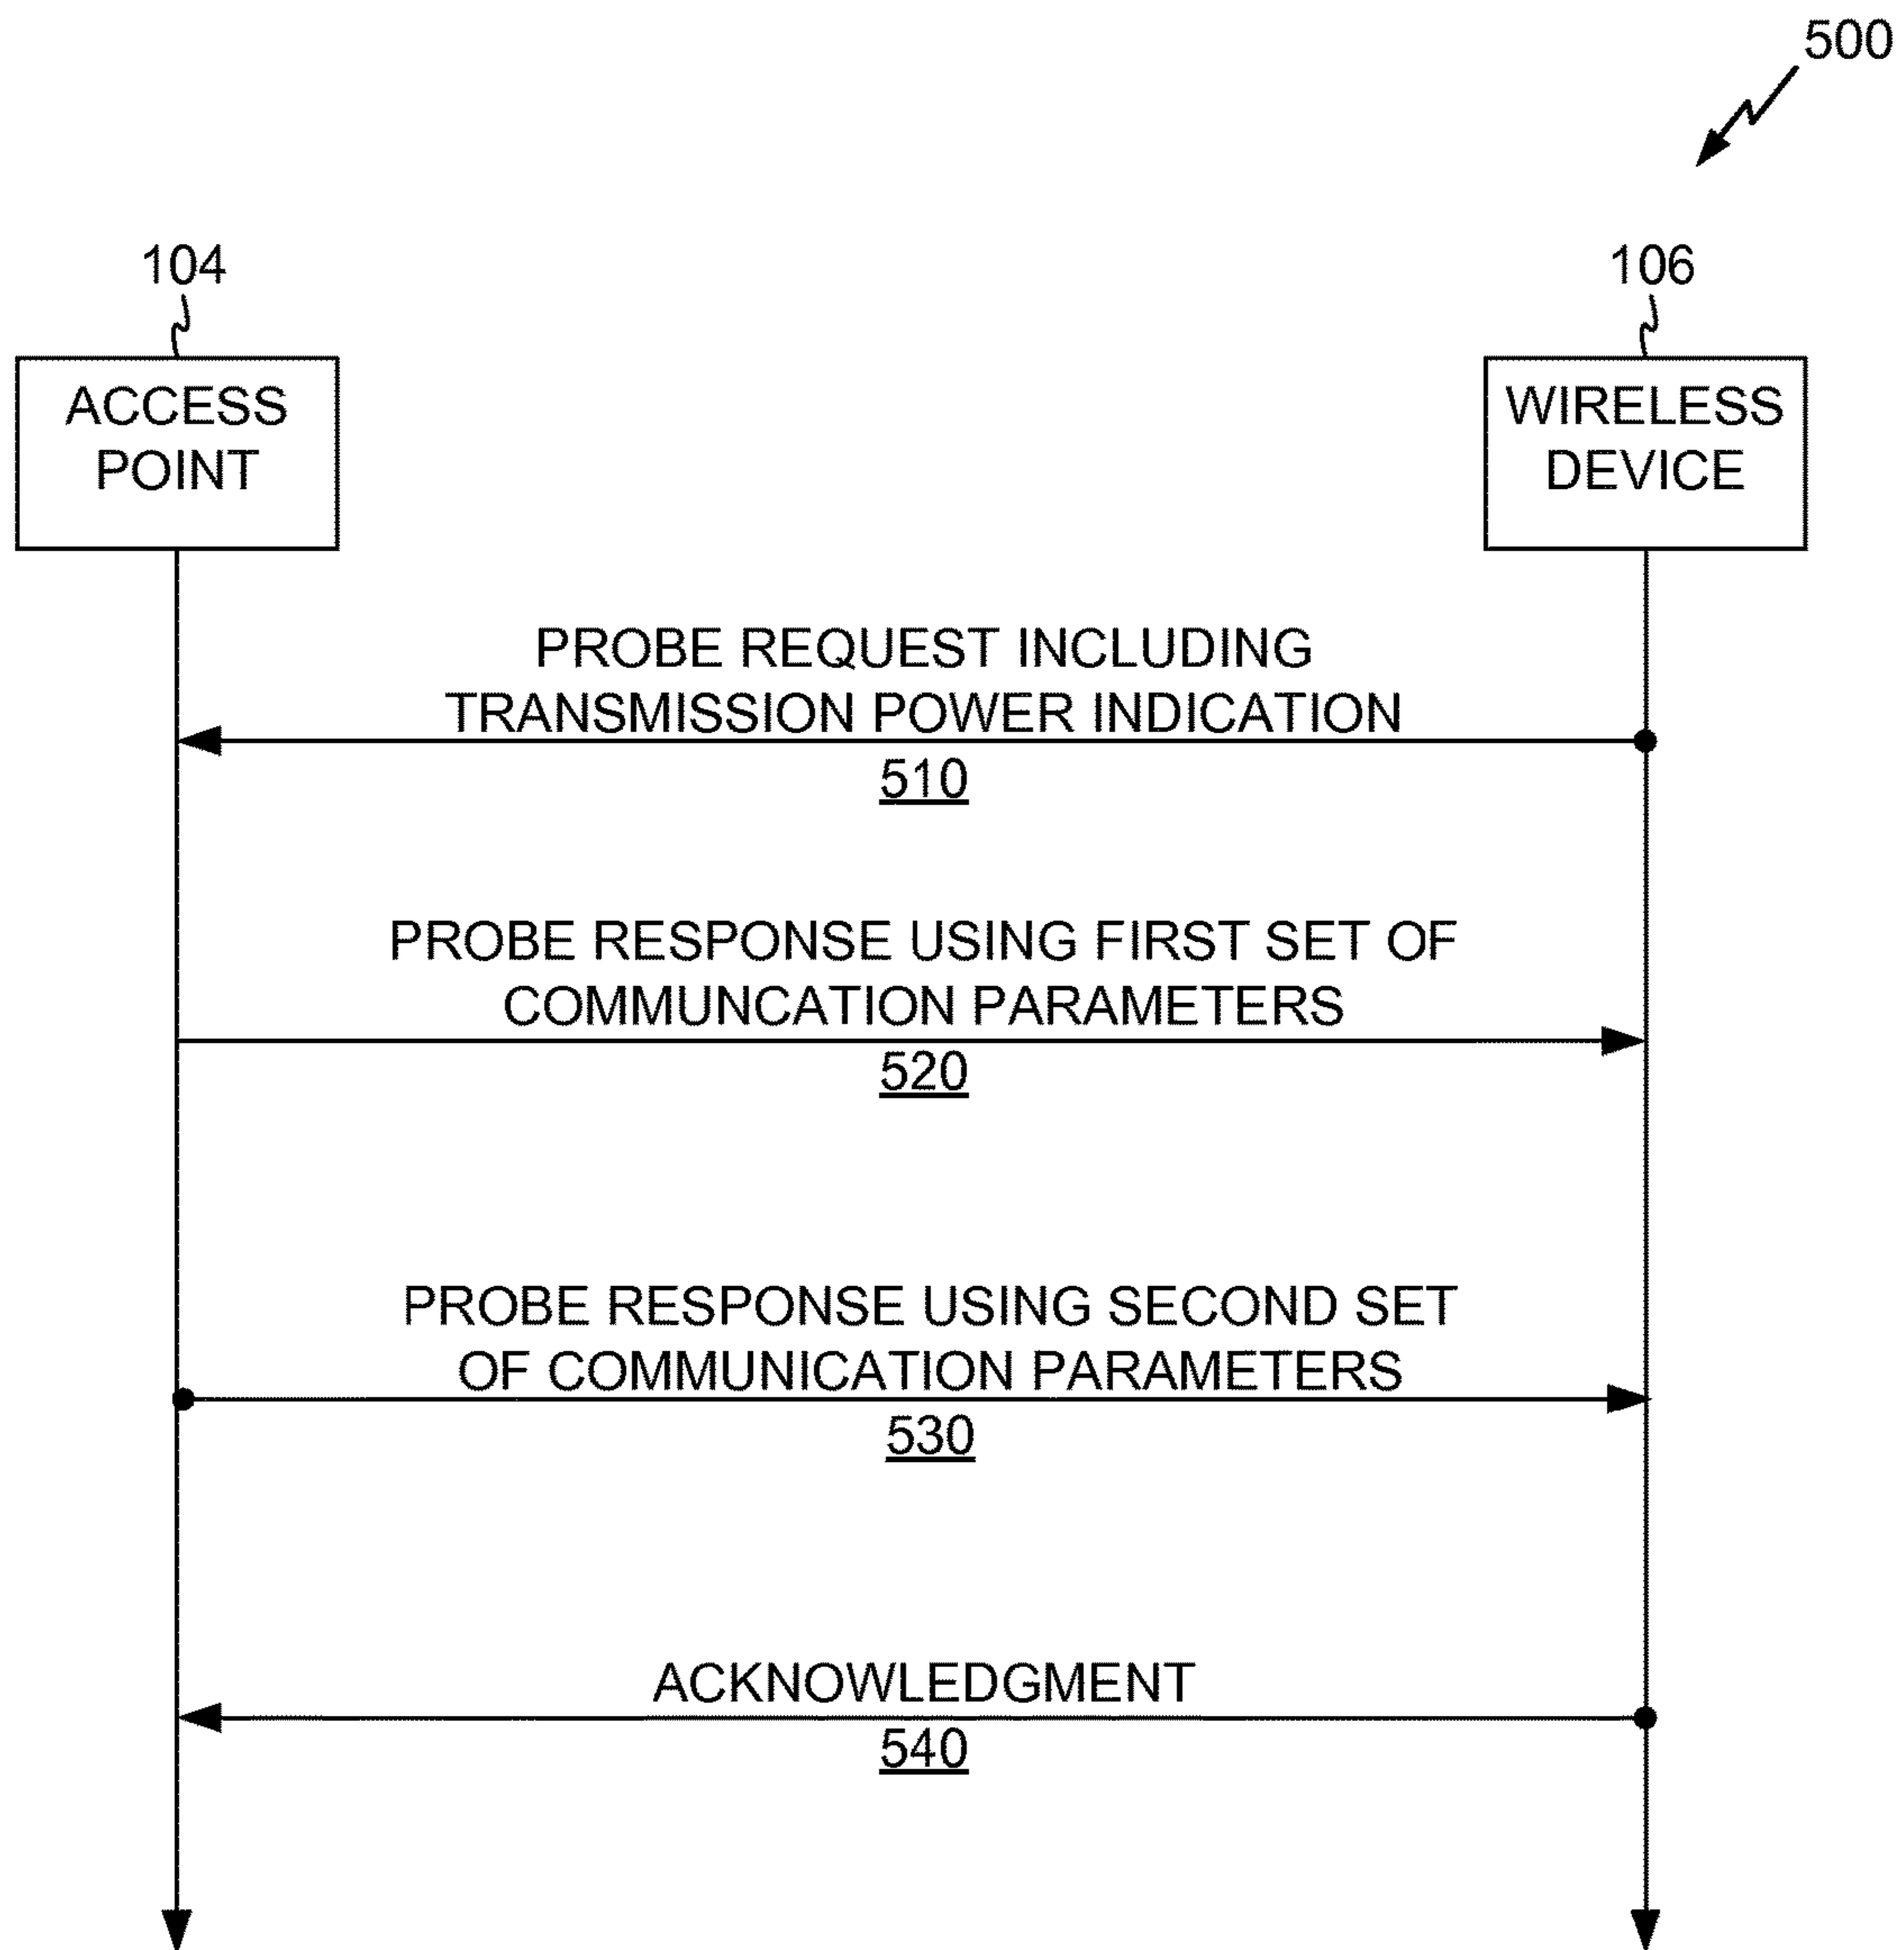 500
104
106
ACCESS
POINT
WIRELESS
DEVICE
PROBE REQUEST INCLUDING
TRANSMISSION POWER INDICATION
510
PROBE RESPONSE USING FIRST SET OF
COMMUNCATION PARAMETERS
520
PROBE RESPONSE USING SECOND SET
OF COMMUNICATION PARAMETERS
530
ACKNOWLEDGMENT
540